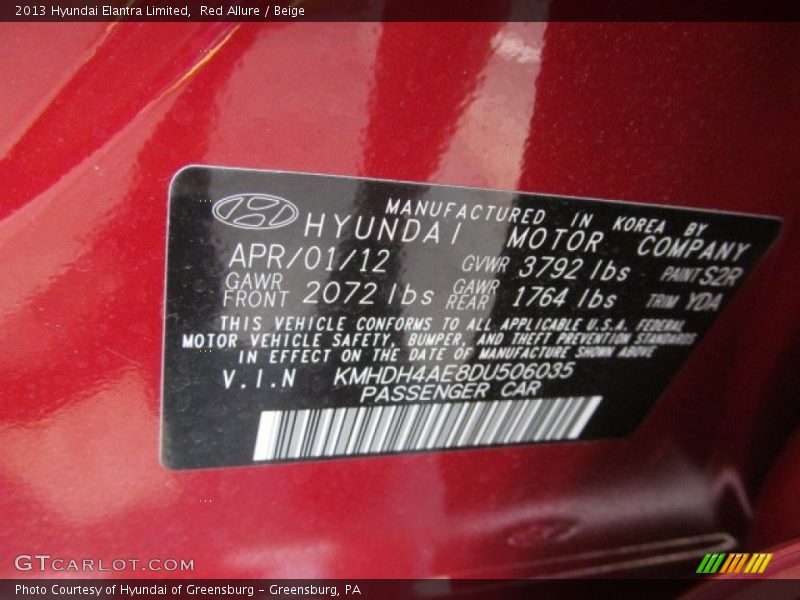 2013 Hyundai Elantra Limited, Red Allure / Beige
MANUFACTURED IN KOREA BY
HYUNDAI MOTOR COMPANY
APR/01/12 GVWR 3792 lbs PAINT S2R
GAWR FRONT 2072 lbs GAWR REAR 1764 lbs TRIM YDA
THIS VEHICLE CONFORMS TO ALL APPLICABLE U.S.A. FEDERAL
MOTOR VEHICLE SAFETY, BUMPER, AND THEFT PREVENTION STANDARDS
IN EFFECT ON THE DATE OF MANUFACTURE SHOWN ABOVE
V.I.N KMHDH4AE8DU506035
PASSENGER CAR
GTCARLOT.COM
Photo Courtesy of Hyundai of Greensburg - Greensburg, PA